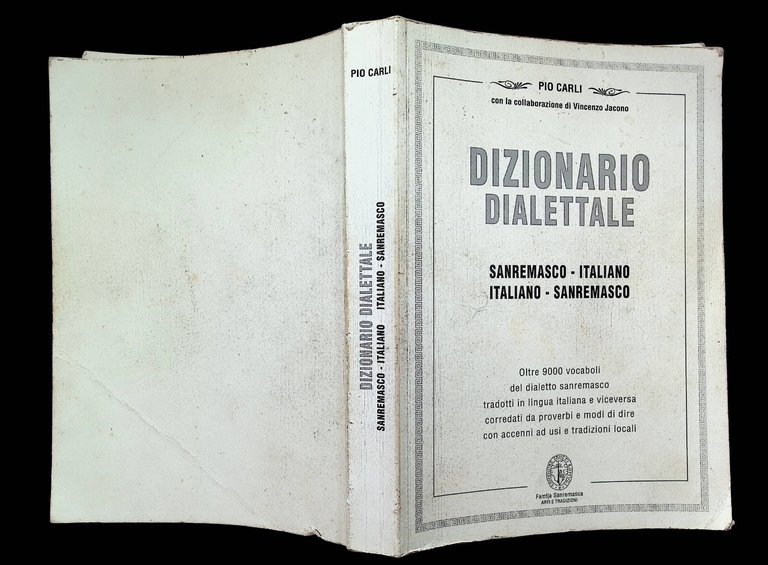 PIO CARLI
DIZIONARIO DIALETTALE
SANREMASCO - ITALIANO ITALIANO - SANREMASCO
PIO CARLI
con la collaborazione di Vincenzo Jacono
DIZIONARIO
DIALETTALE
SANREMASCO - ITALIANO
ITALIANO - SANREMASCO
Oltre 9000 vocaboli
del dialetto sanremasco
tradotti in lingua italiana e viceversa
corredati da proverbi e modi di dire
con accenni ad usi e tradizioni locali
Famija Sanremasca
ARTI E TRADIZIONI